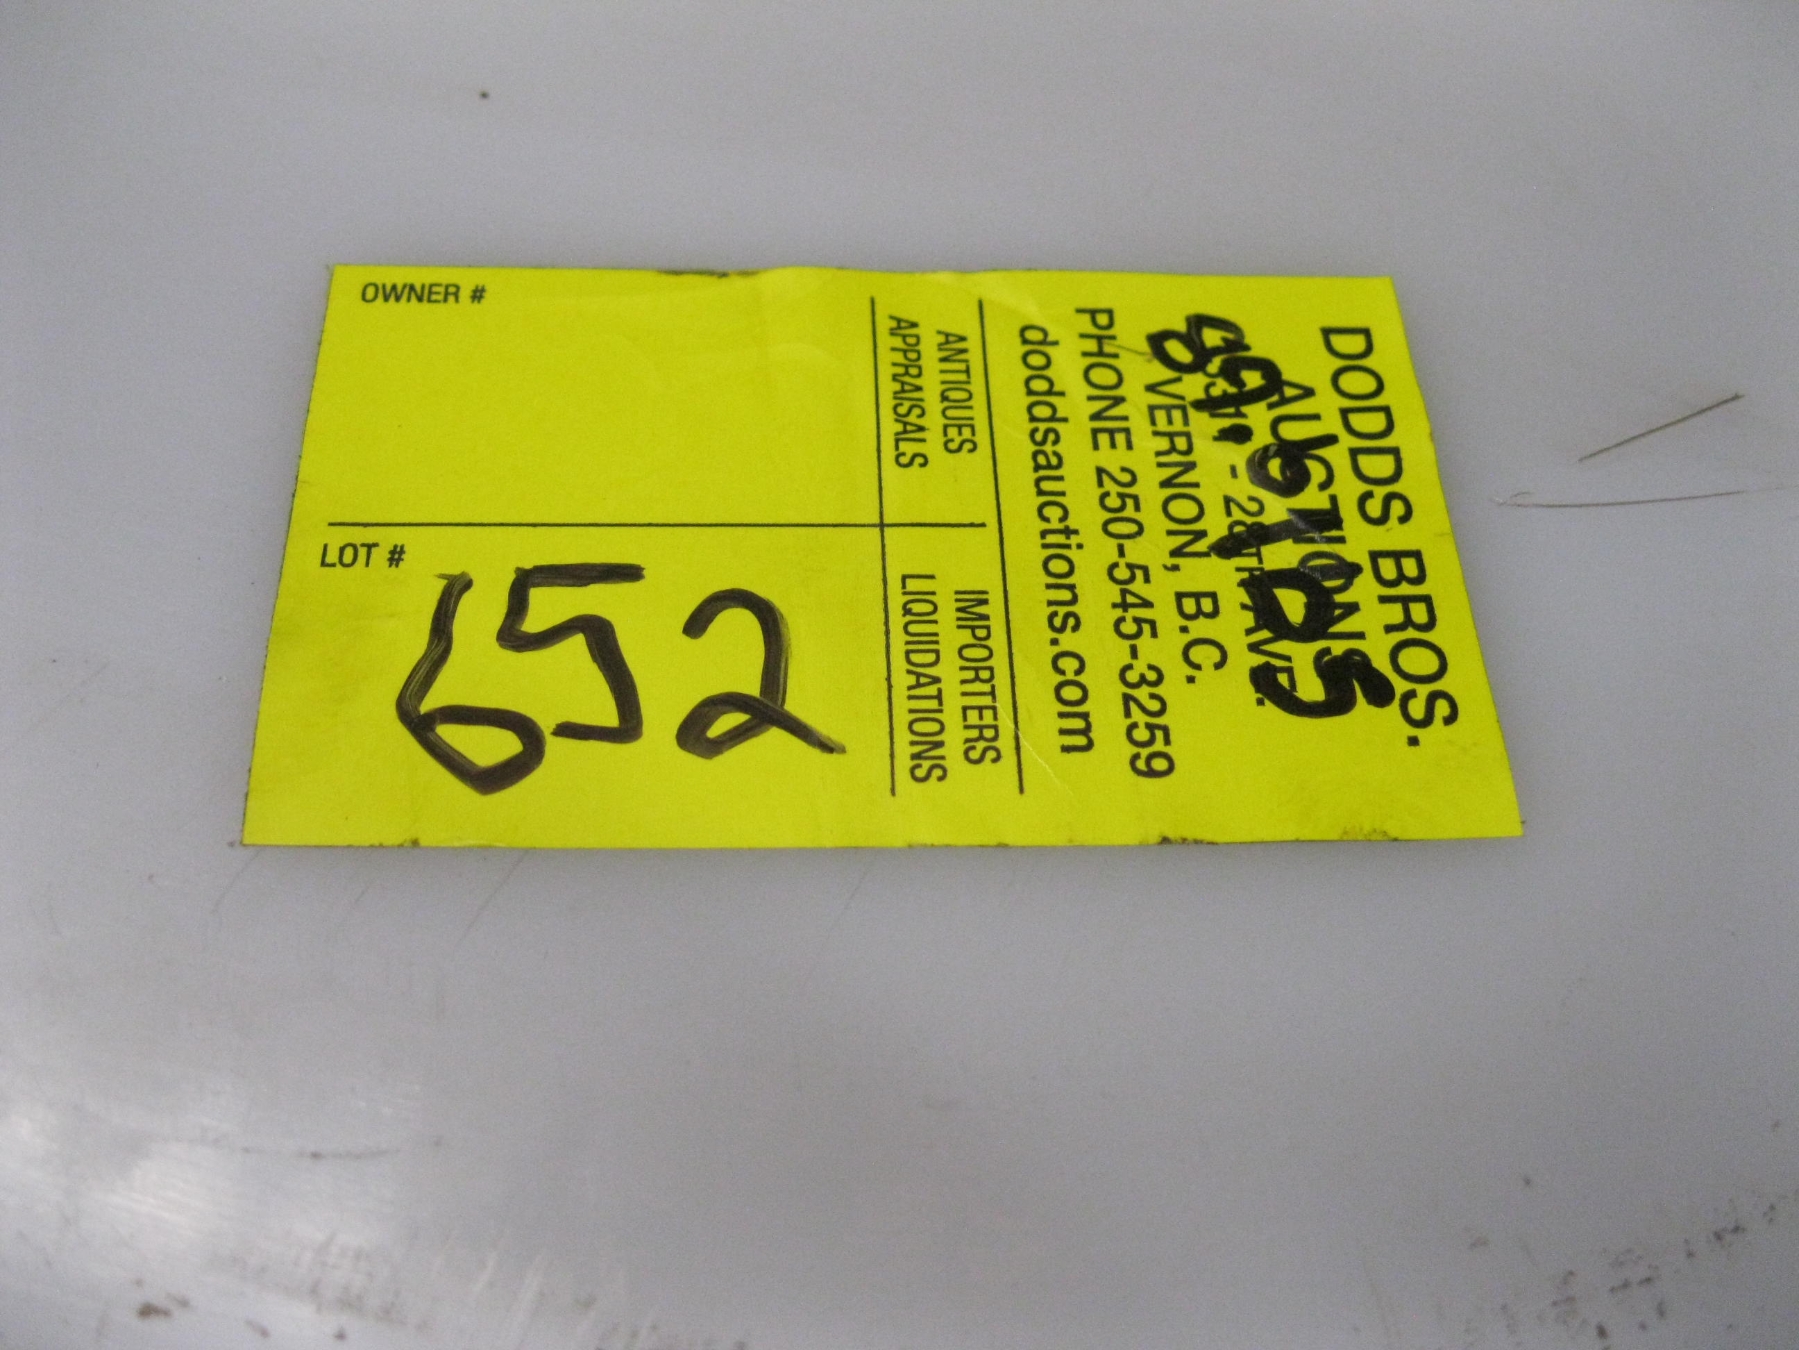 OWNER #
LOT #
652
DODDS BROS.
AUCTIONS
VERNON, B.C.
PHONE 250-545-3259
doddsauctions.com
ANTIQUES
APPRAISALS
IMPORTERS
LIQUIDATIONS